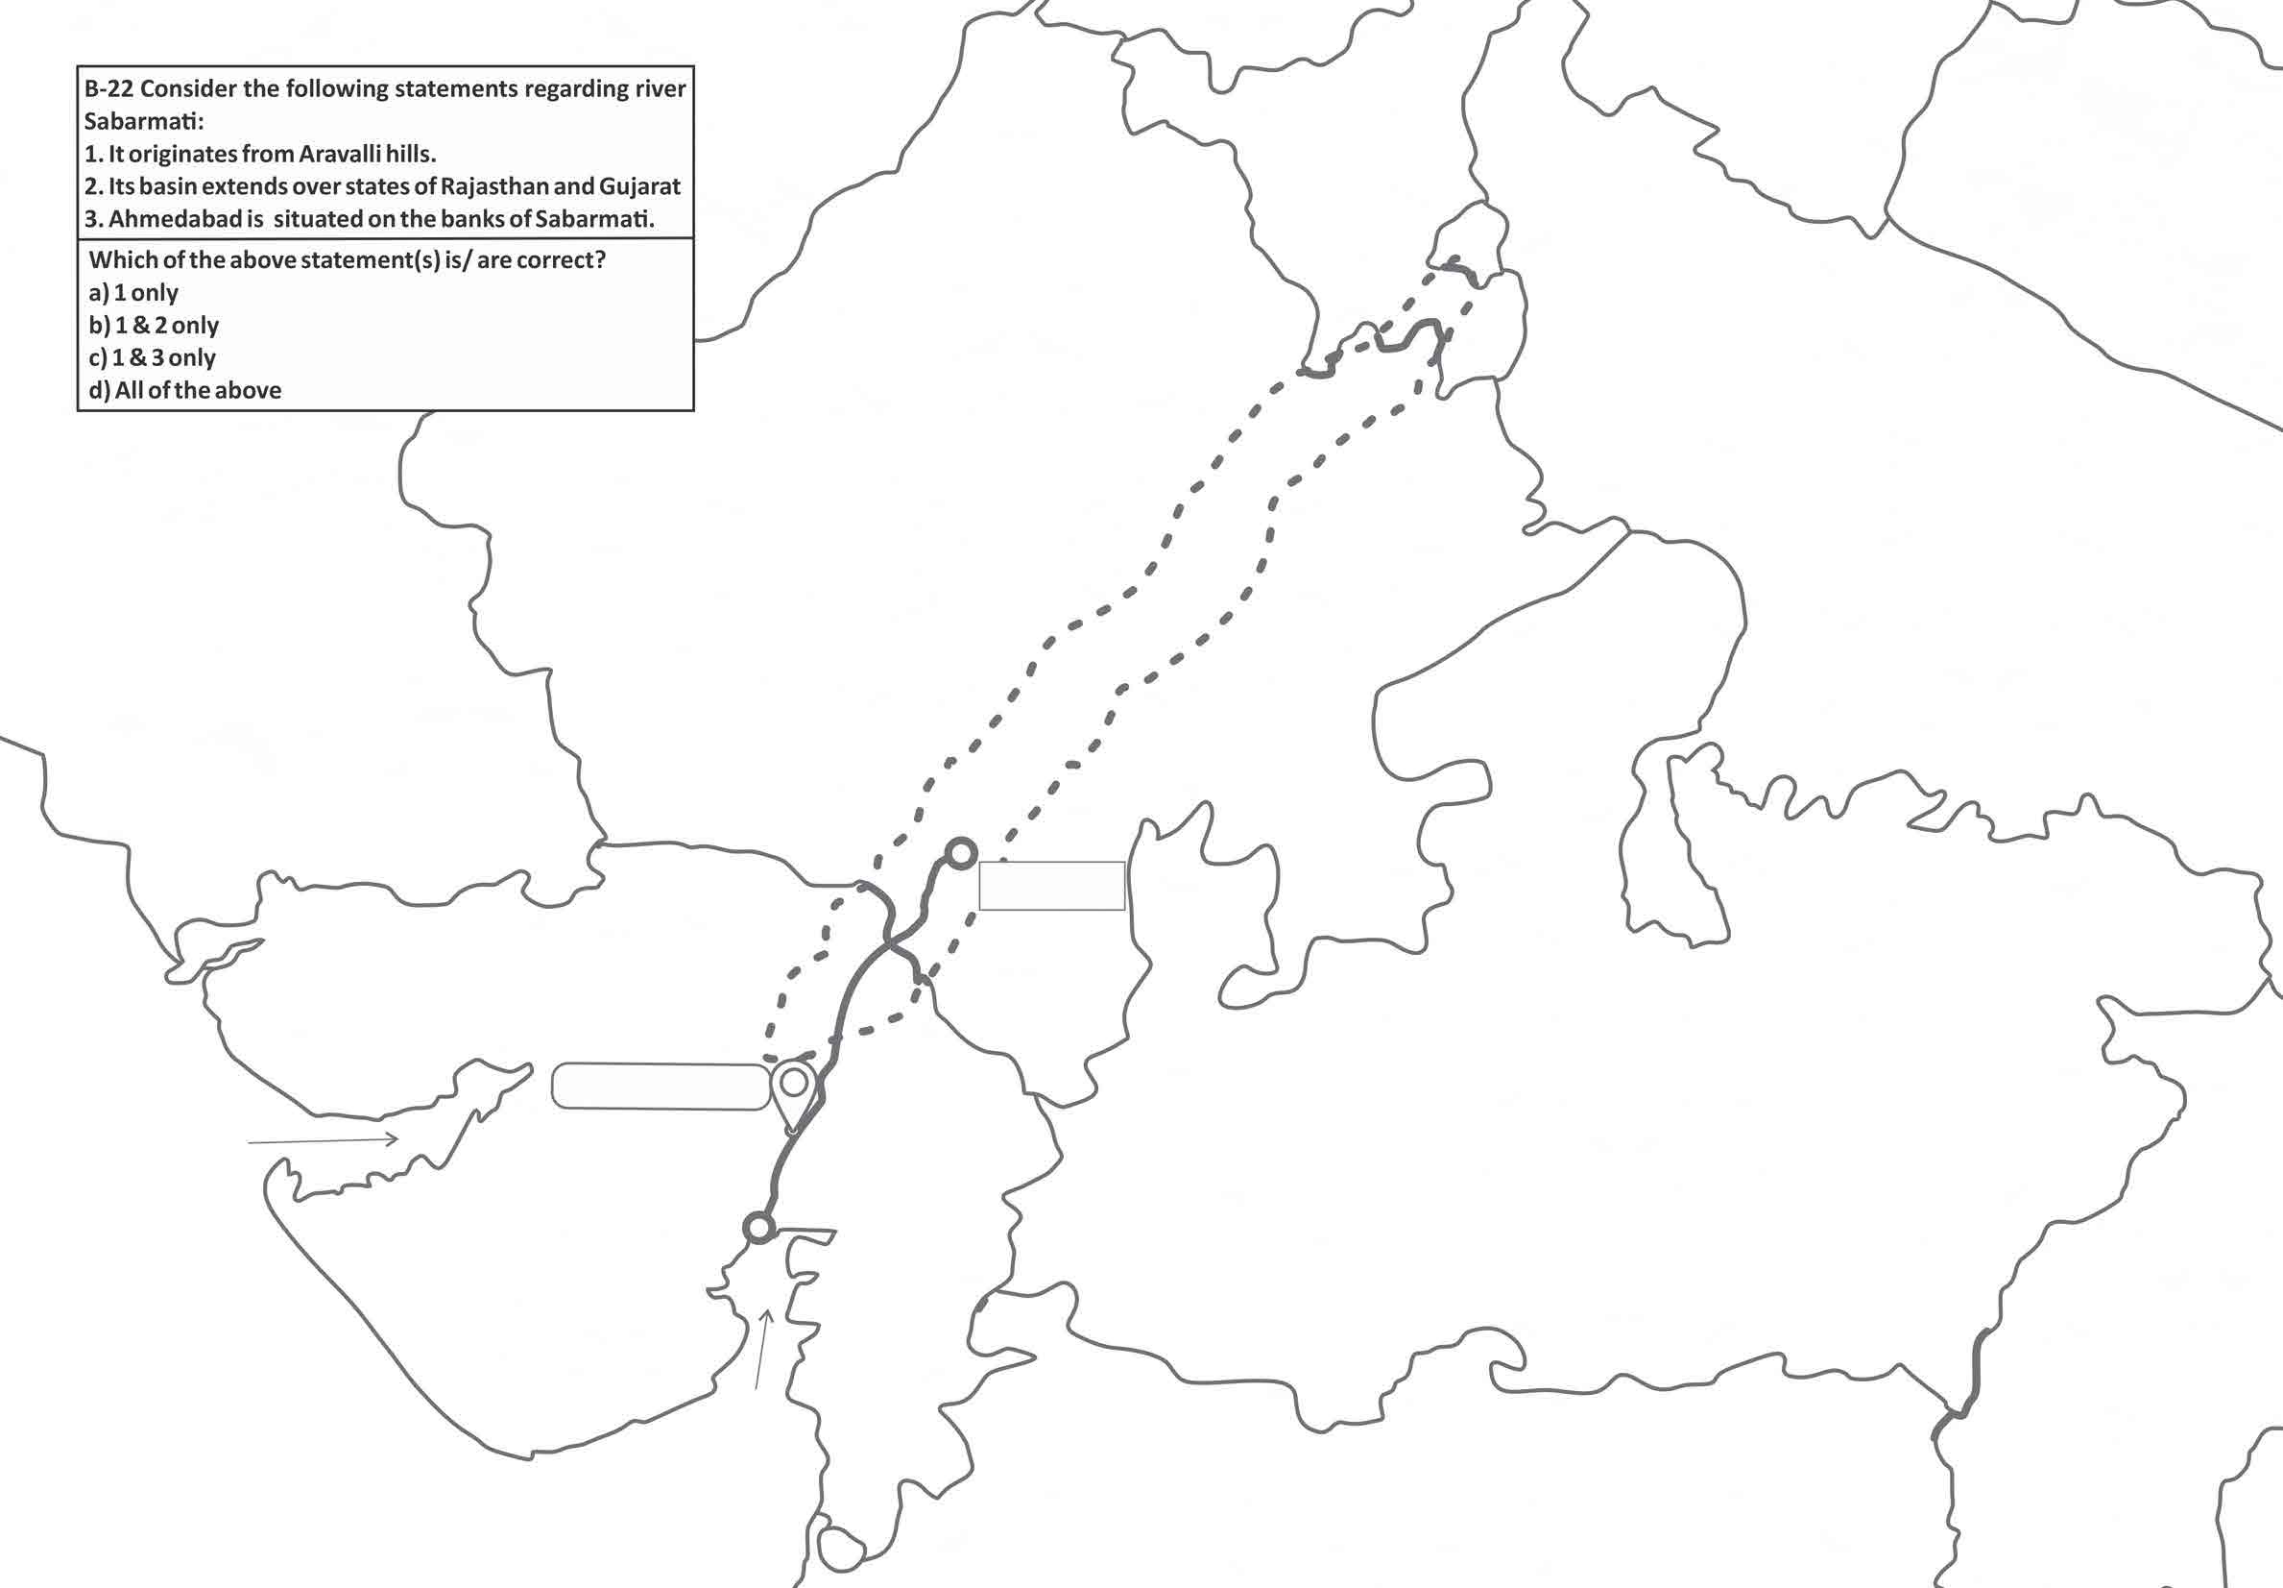 B-22 Consider the following statements regarding river
Sabarmati:
1. It originates from Aravalli hills.
2. Its basin extends over states of Rajasthan and Gujarat
3. Ahmedabad is situated on the banks of Sabarmati.
Which of the above statement(s) is/ are correct?
a) 1 only
b) 1 & 2 only
c) 1 & 3 only
d) All of the above